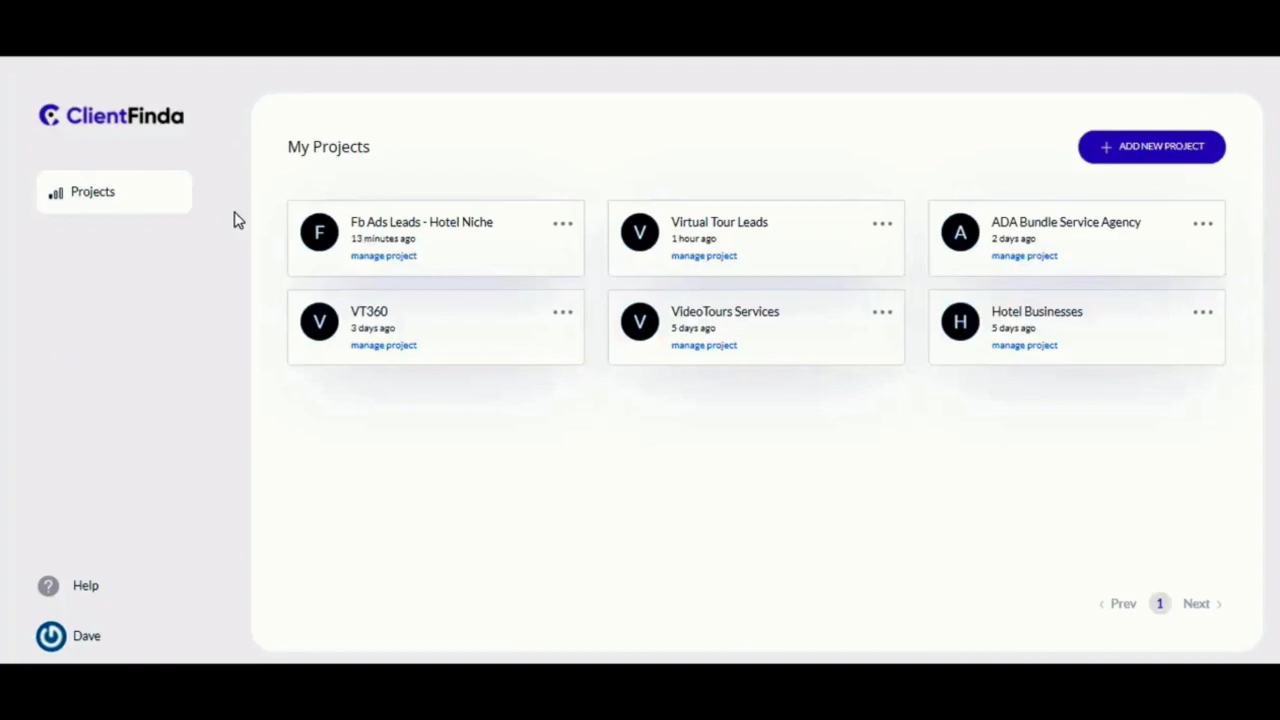 ClientFinda
Projects
My Projects
+ ADD NEW PROJECT
F
Fb Ads Leads - Hotel Niche
13 minutes ago
manage project
V
Virtual Tour Leads
1 hour ago
manage project
A
ADA Bundle Service Agency
2 days ago
manage project
V
VT360
3 days ago
manage project
V
VideoTours Services
5 days ago
manage project
H
Hotel Businesses
5 days ago
manage project
‹ Prev 1 Next ›
? Help
Dave